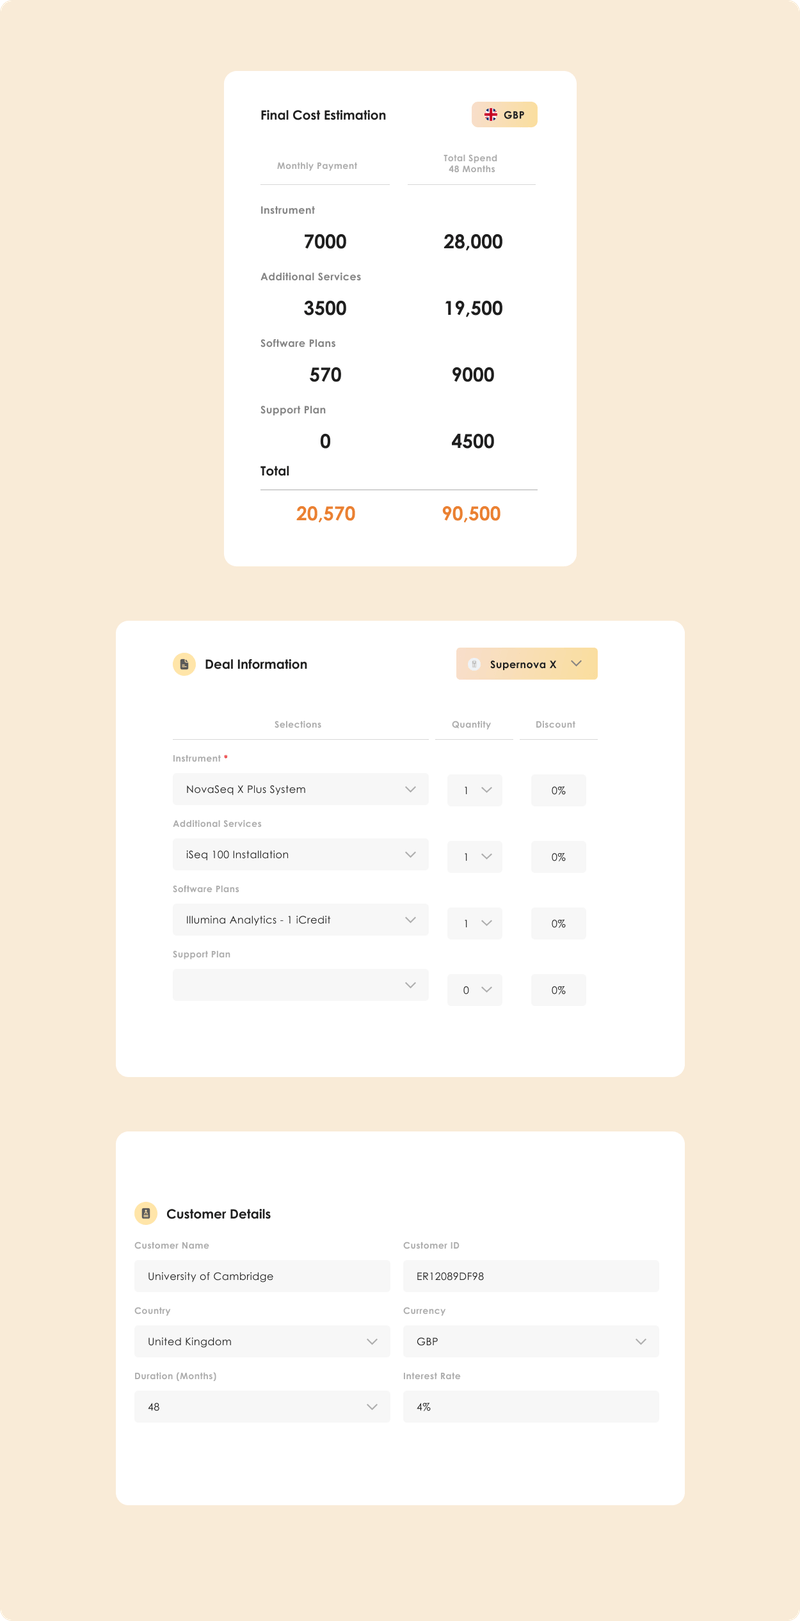 Final Cost Estimation
GBP
Monthly Payment
Total Spend
48 Months
Instrument
7000 28,000
Additional Services
3500 19,500
Software Plans
570 9000
Support Plan
0 4500
Total
20,570 90,500
Deal Information
Supernova X
Selections Quantity Discount
Instrument *
NovaSeq X Plus System 1 0%
Additional Services
iSeq 100 Installation 1 0%
Software Plans
Illumina Analytics - 1 iCredit 1 0%
Support Plan
0 0%
Customer Details
Customer Name Customer ID
University of Cambridge ER12089DF98
Country Currency
United Kingdom GBP
Duration (Months) Interest Rate
48 4%